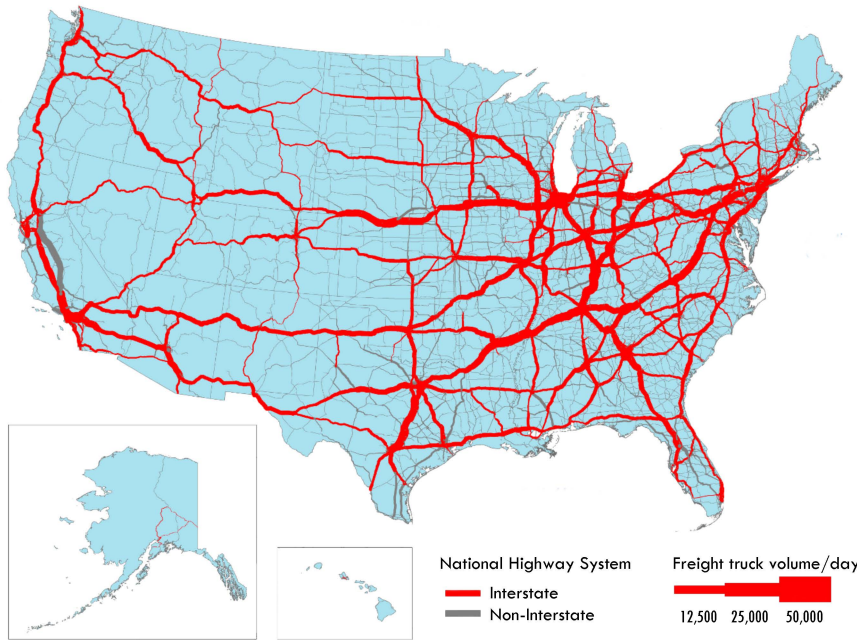 National Highway System
Interstate
Non-Interstate
Freight truck volume/day
12,500 25,000 50,000